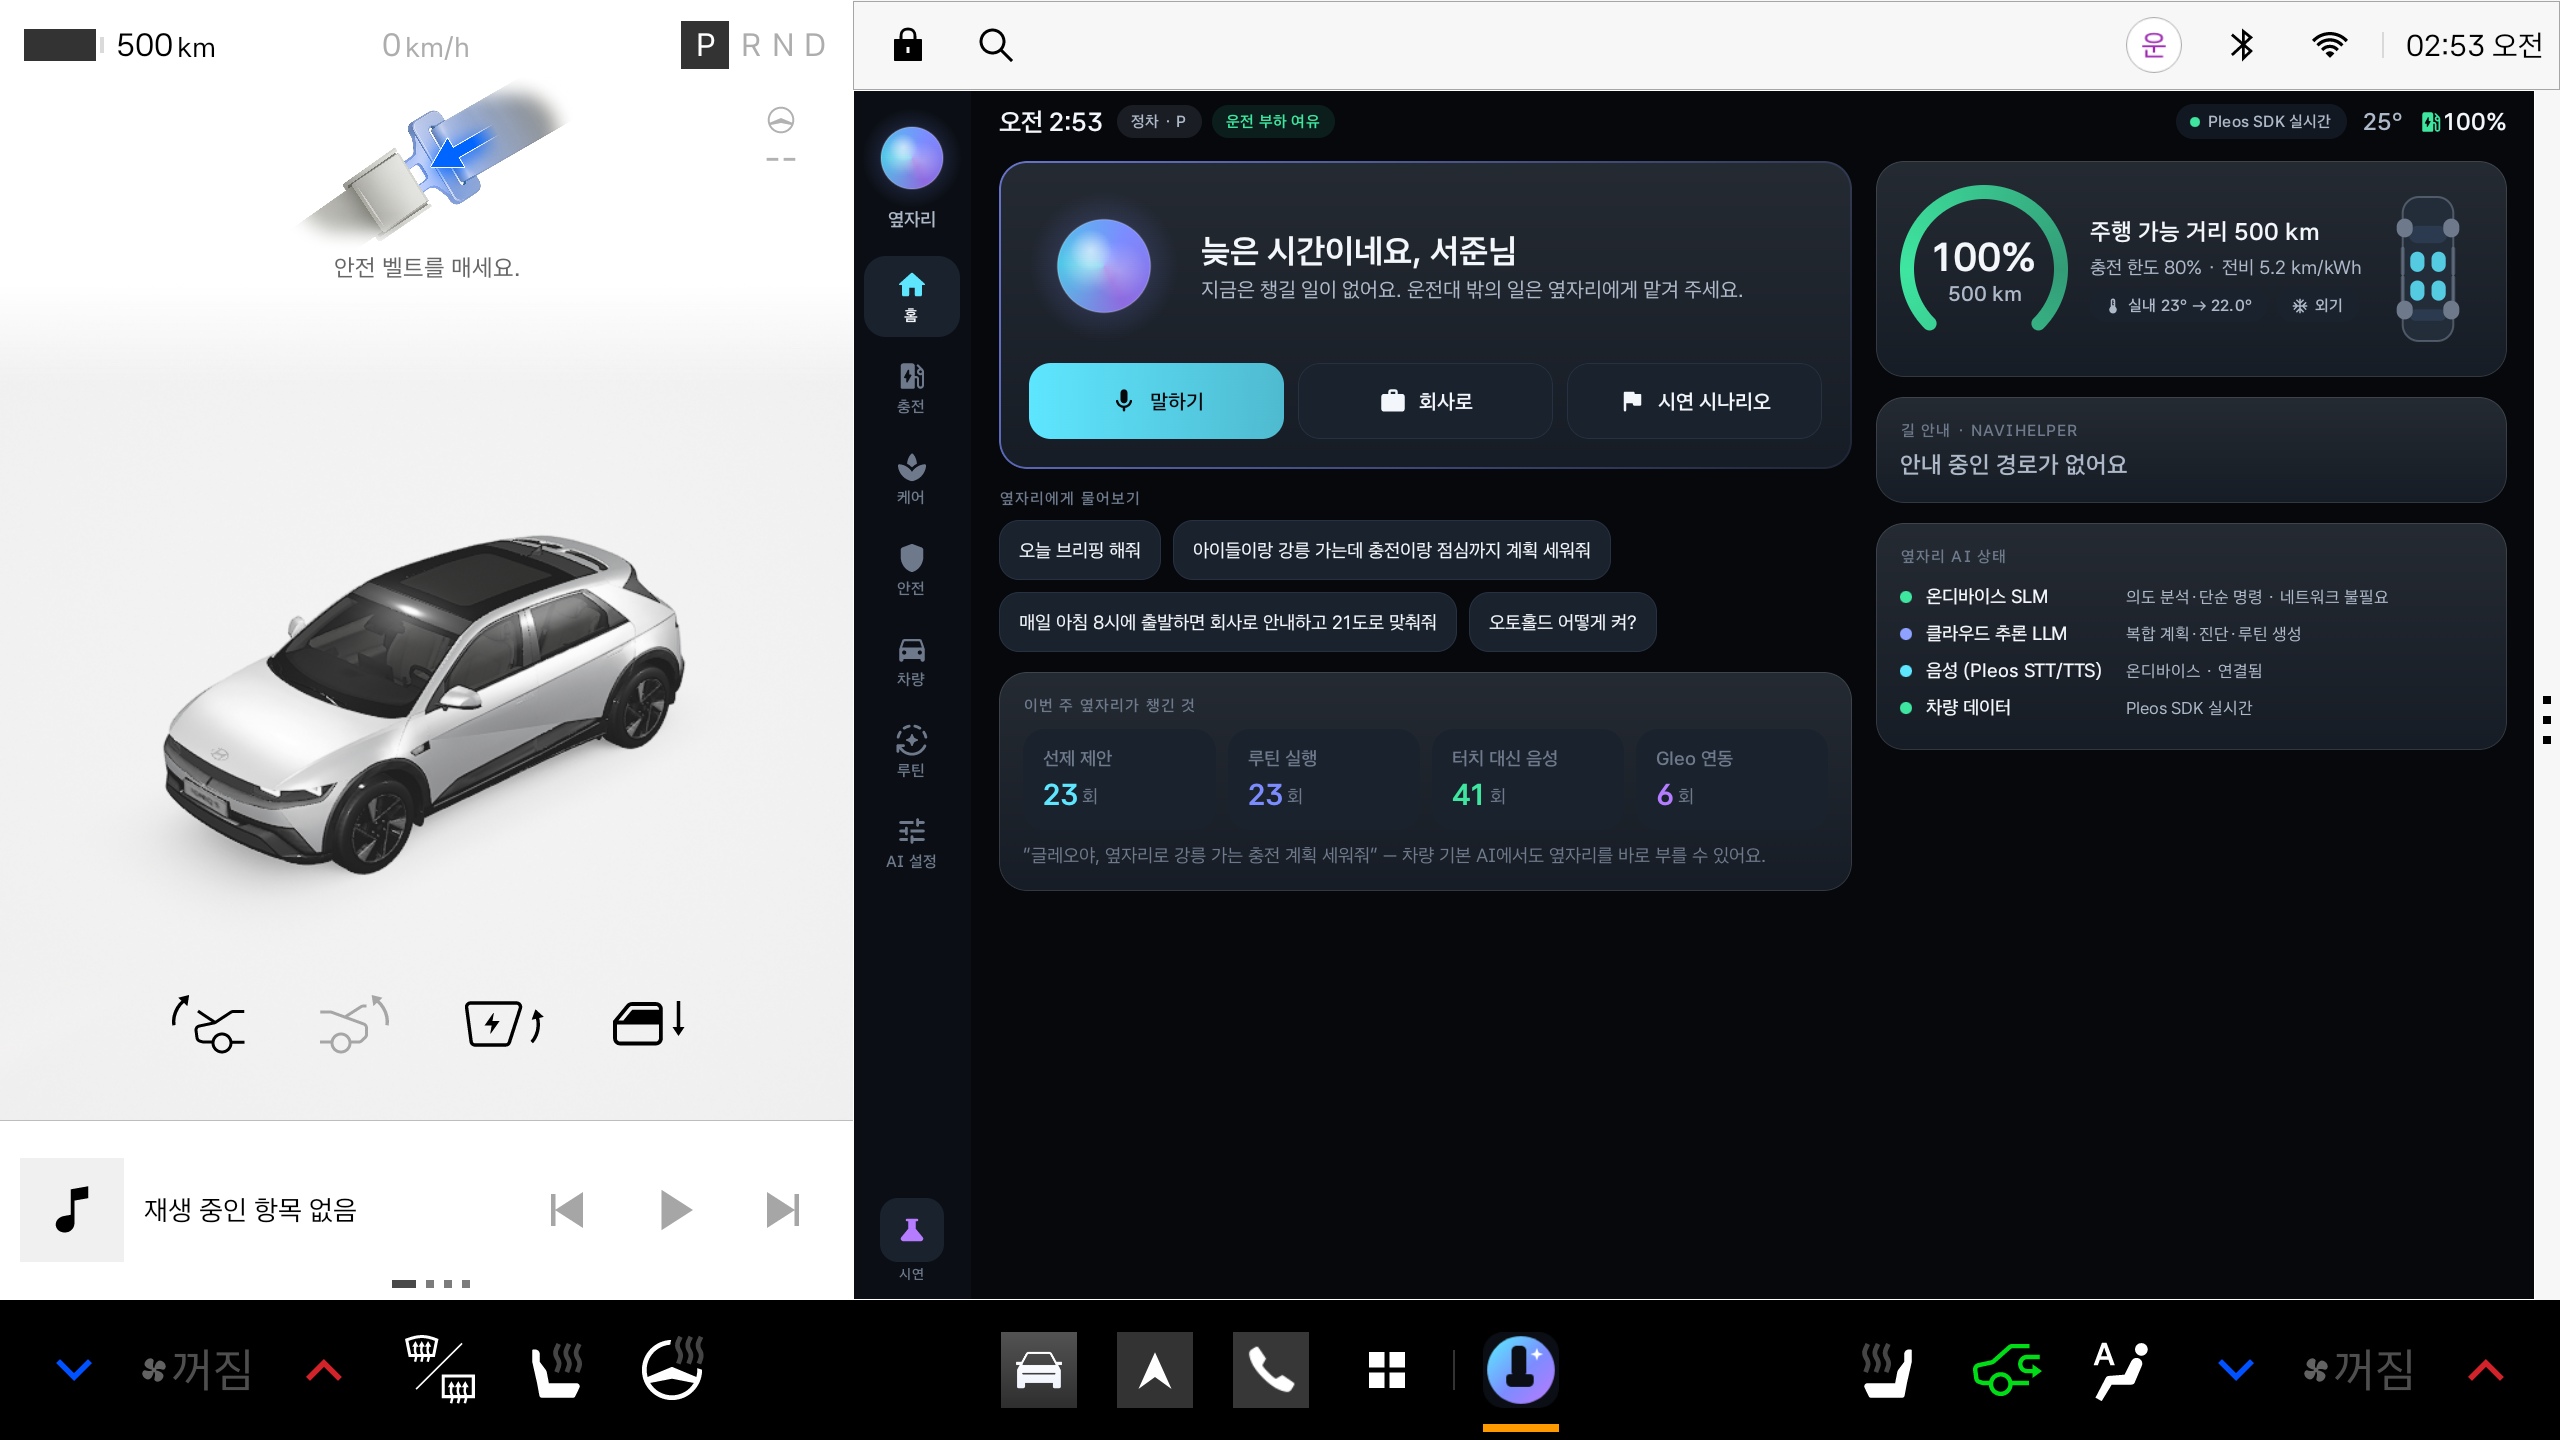 500 km
0 km/h
P R N D
안전 벨트를 매세요.
재생 중인 항목 없음
운
02:53 오전
옆자리
홈
충전
케어
안전
차량
루틴
AI 설정
시연
오전 2:53
정차 · P
운전 부하 여유
Pleos SDK 실시간
25°
100%
늦은 시간이네요, 서준님
지금은 챙길 일이 없어요. 운전대 밖의 일은 옆자리에게 맡겨 주세요.
말하기
회사로
시연 시나리오
옆자리에게 물어보기
오늘 브리핑 해줘
아이들이랑 강릉 가는데 충전이랑 점심까지 계획 세워줘
매일 아침 8시에 출발하면 회사로 안내하고 21도로 맞춰줘
오토홀드 어떻게 켜?
이번 주 옆자리가 챙긴 것
선제 제안
23 회
루틴 실행
23 회
터치 대신 음성
41 회
Gleo 연동
6 회
"글레오야, 옆자리로 강릉 가는 충전 계획 세워줘" — 차량 기본 AI에서도 옆자리를 바로 부를 수 있어요.
100%
500 km
주행 가능 거리 500 km
충전 한도 80% · 전비 5.2 km/kWh
실내 23° → 22.0°
외기
길 안내 · NAVIHELPER
안내 중인 경로가 없어요
옆자리 AI 상태
온디바이스 SLM 의도 분석·단순 명령 · 네트워크 불필요
클라우드 추론 LLM 복합 계획·진단·루틴 생성
음성 (Pleos STT/TTS) 온디바이스 · 연결됨
차량 데이터 Pleos SDK 실시간
꺼짐
A
꺼짐